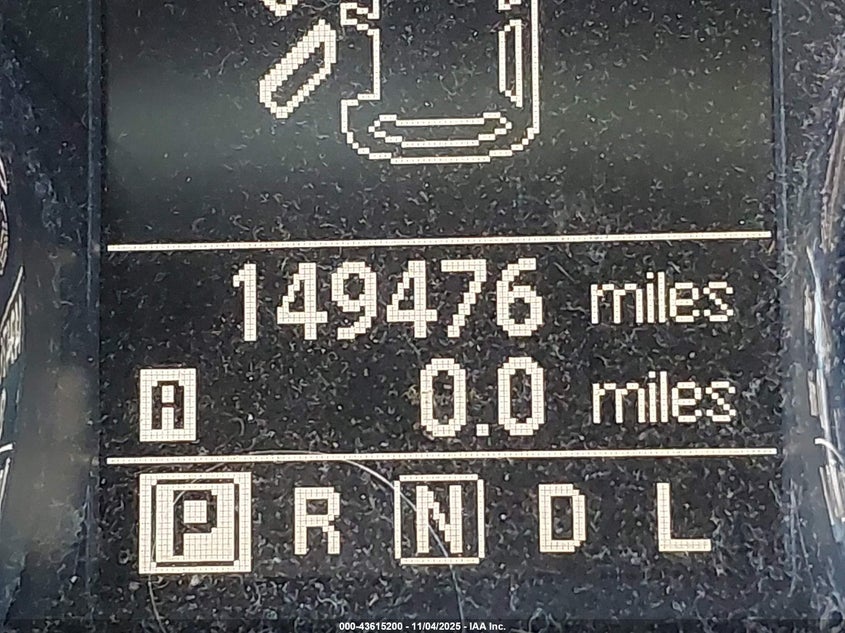 149476 miles
A 0.0 miles
P R N D L
000-43615200 - 11/04/2025 - IAA Inc.